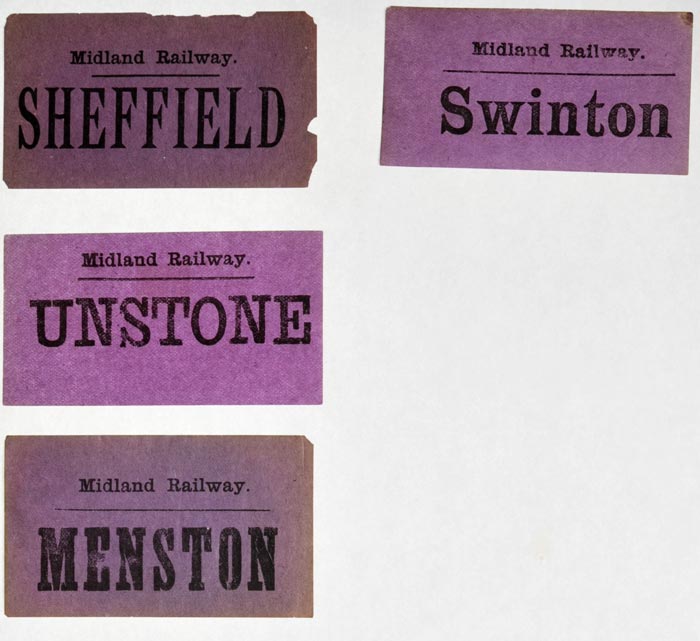 Midland Railway.
SHEFFIELD
Midland Railway.
Swinton
Midland Railway.
UNSTONE
Midland Railway.
MENSTON